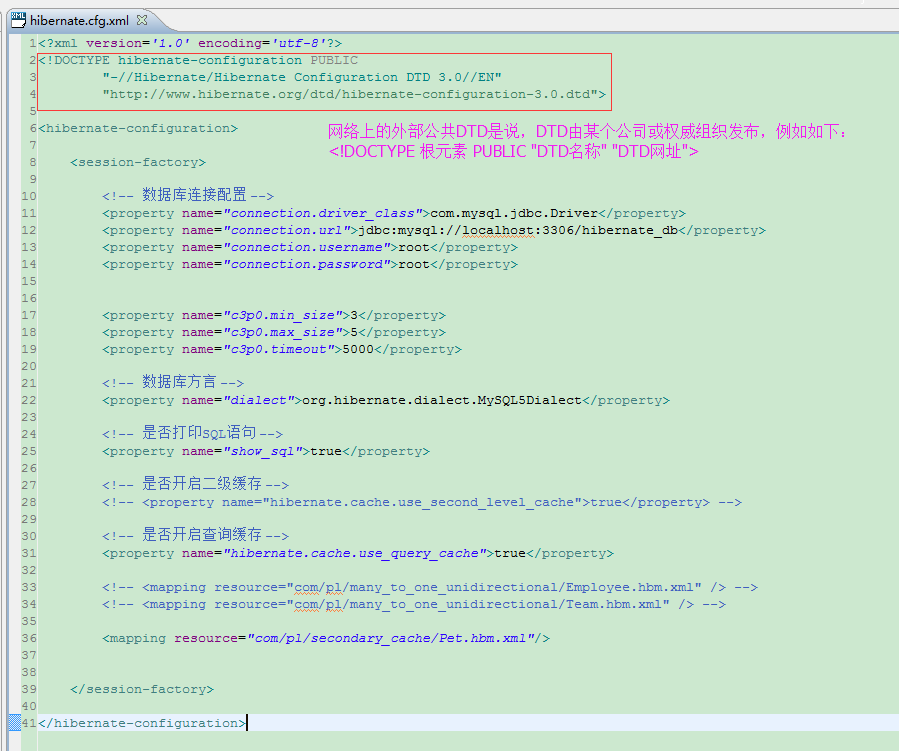 hibernate.cfg.xml
1 <?xml version='1.0' encoding='utf-8'?>
2 <!DOCTYPE hibernate-configuration PUBLIC
3 "-//Hibernate/Hibernate Configuration DTD 3.0//EN"
4 "http://www.hibernate.org/dtd/hibernate-configuration-3.0.dtd">
5
6 <hibernate-configuration>
网络上的外部公共DTD是说，DTD由某个公司或权威组织发布，例如如下：
<!DOCTYPE 根元素 PUBLIC "DTD名称" "DTD网址">
7
8 <session-factory>
9
10 <!-- 数据库连接配置 -->
11 <property name="connection.driver_class">com.mysql.jdbc.Driver</property>
12 <property name="connection.url">jdbc:mysql://localhost:3306/hibernate_db</property>
13 <property name="connection.username">root</property>
14 <property name="connection.password">root</property>
15
16
17 <property name="c3p0.min_size">3</property>
18 <property name="c3p0.max_size">5</property>
19 <property name="c3p0.timeout">5000</property>
20
21 <!-- 数据库方言 -->
22 <property name="dialect">org.hibernate.dialect.MySQL5Dialect</property>
23
24 <!-- 是否打印SQL语句 -->
25 <property name="show_sql">true</property>
26
27 <!-- 是否开启二级缓存 -->
28 <!-- <property name="hibernate.cache.use_second_level_cache">true</property> -->
29
30 <!-- 是否开启查询缓存 -->
31 <property name="hibernate.cache.use_query_cache">true</property>
32
33 <!-- <mapping resource="com/pl/many_to_one_unidirectional/Employee.hbm.xml" /> -->
34 <!-- <mapping resource="com/pl/many_to_one_unidirectional/Team.hbm.xml" /> -->
35
36 <mapping resource="com/pl/secondary_cache/Pet.hbm.xml"/>
37
38
39 </session-factory>
40
41 </hibernate-configuration>